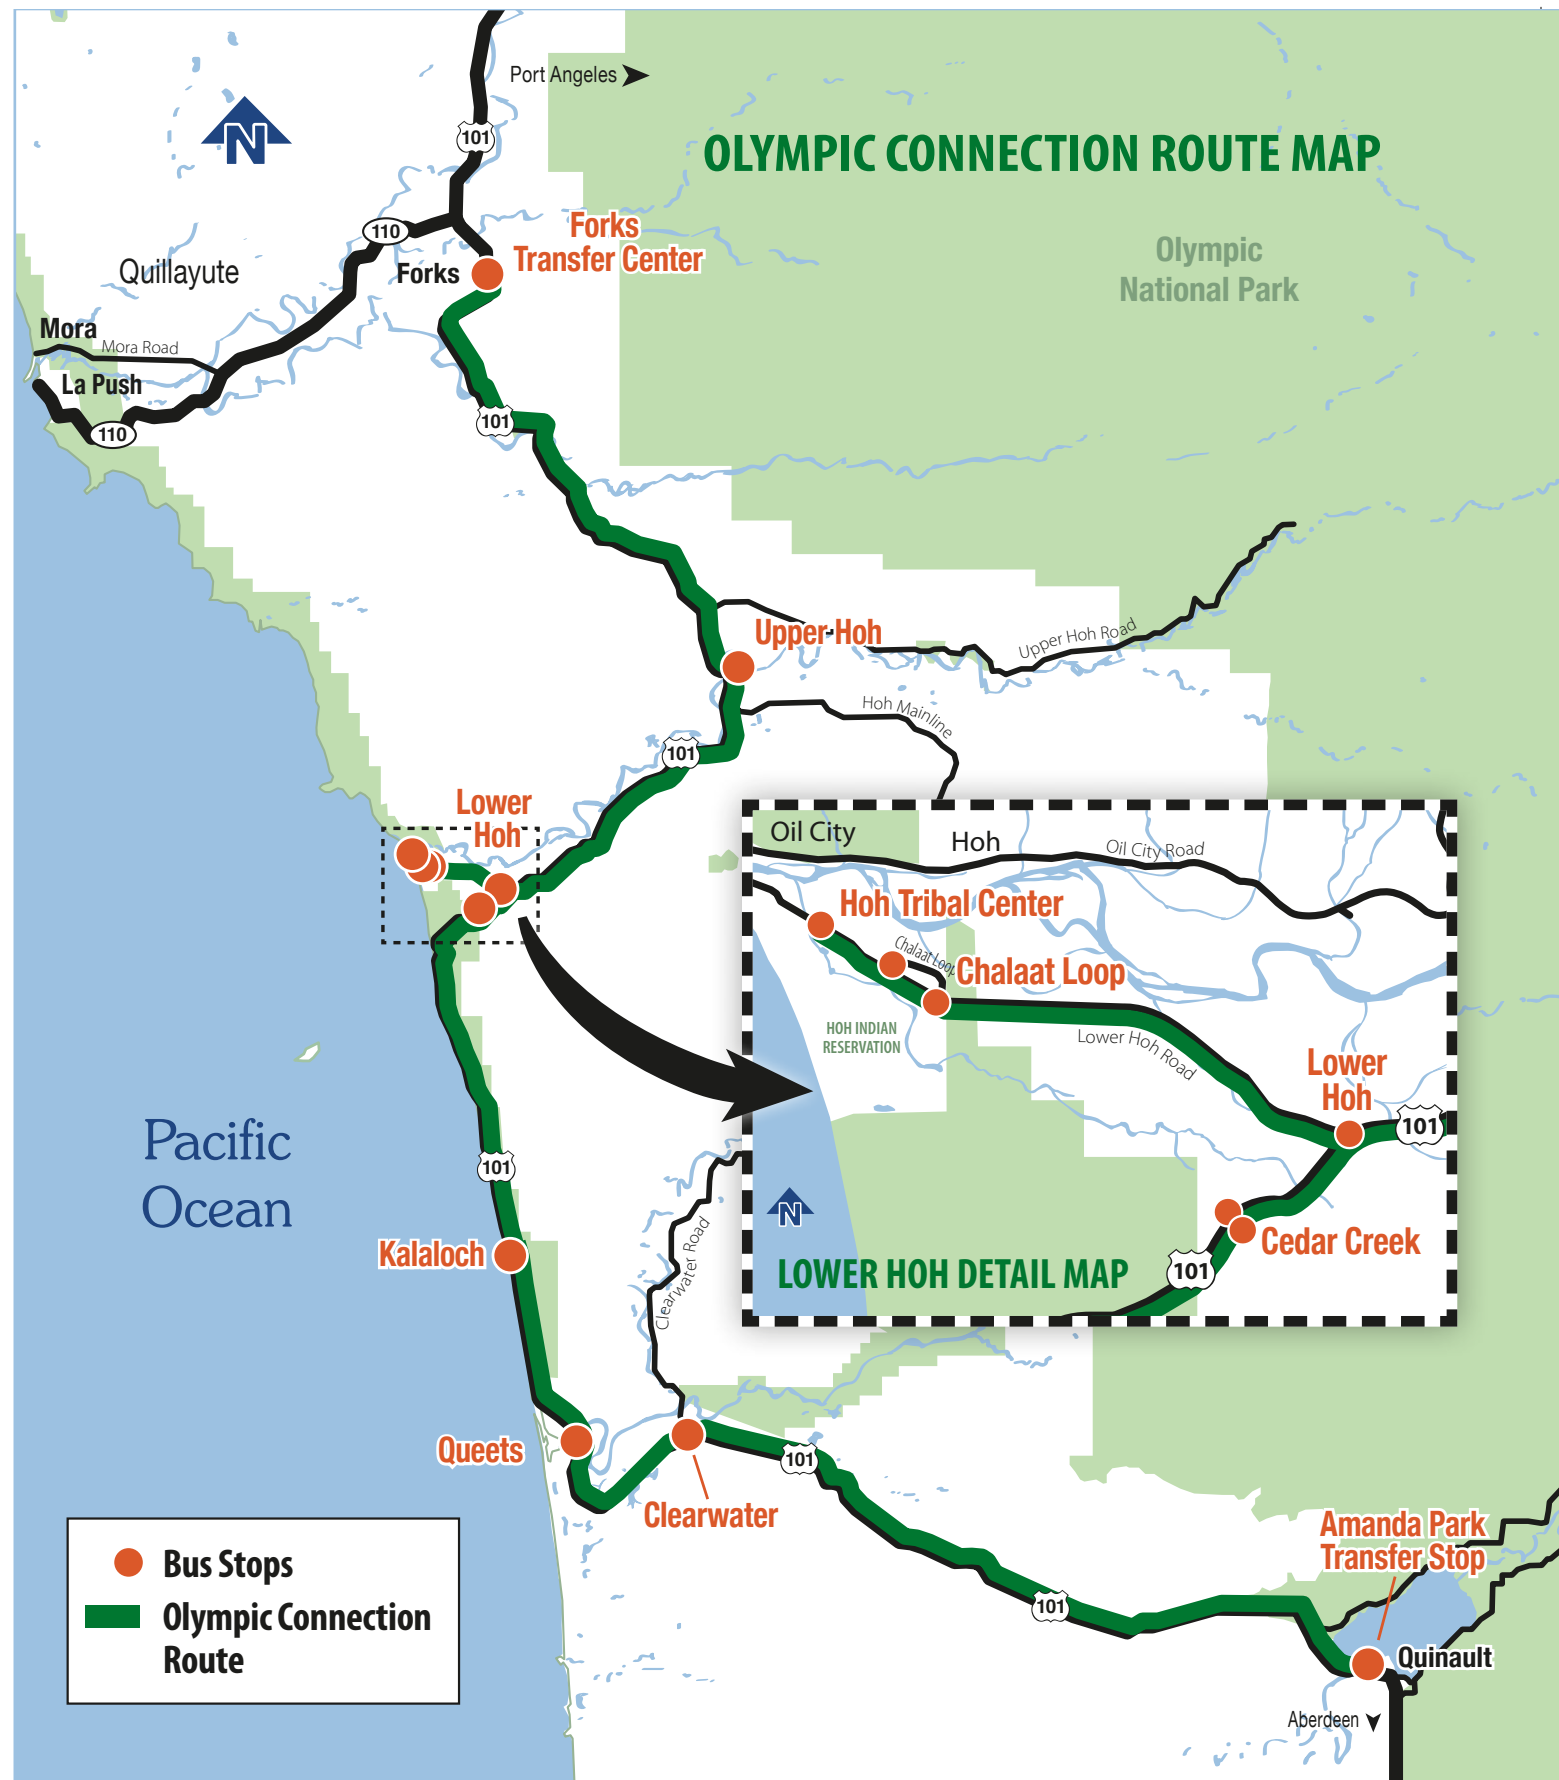 Port Angeles
N
101
OLYMPIC CONNECTION ROUTE MAP
110
Forks
Transfer Center
Olympic
National Park
Quillayute
Forks
Mora
Mora Road
La Push
101
110
Upper Hoh
Upper Hoh Road
Hoh Mainline
101
Lower
Hoh
Oil City
Hoh
Oil City Road
Hoh Tribal Center
Chalaat Loop
Chalaat Loop
HOH INDIAN
RESERVATION
Lower Hoh Road
Lower
Hoh
101
Cedar Creek
N
LOWER HOH DETAIL MAP
101
Pacific
Ocean
101
Kalaloch
Clearwater Road
Queets
101
Clearwater
Amanda Park
Transfer Stop
101
Quinault
Aberdeen
Bus Stops
Olympic Connection
Route